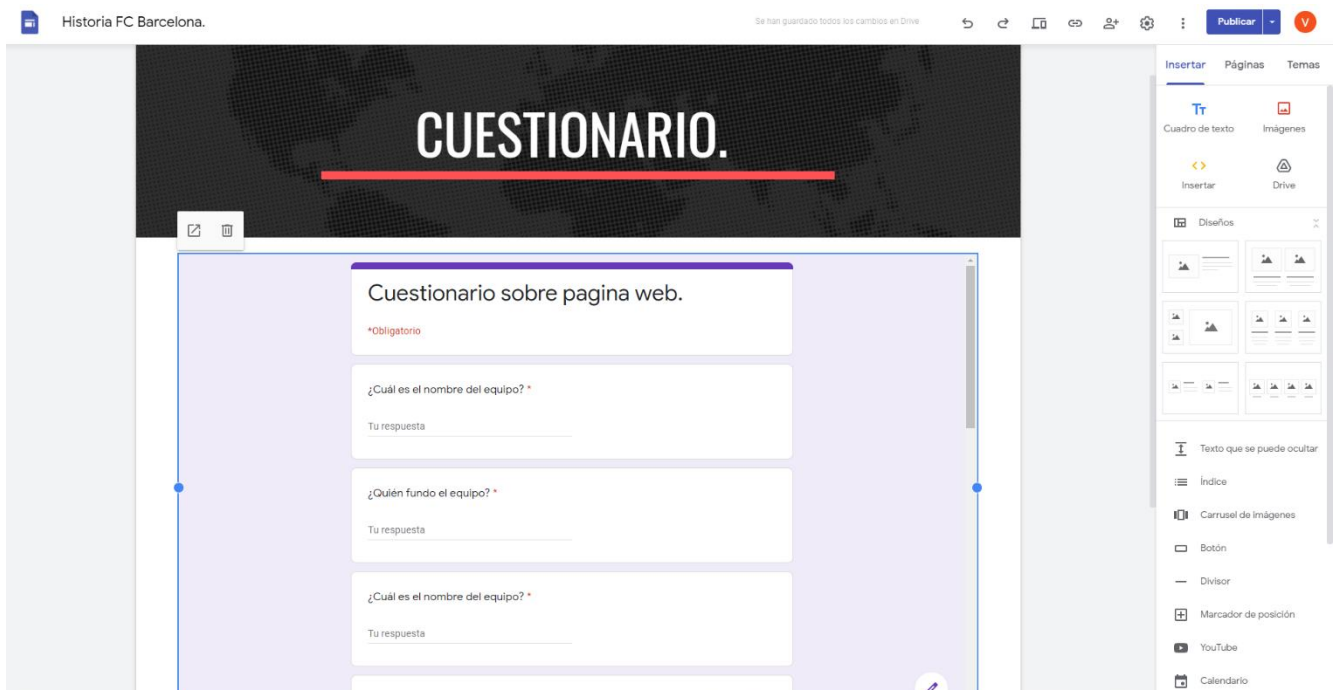 Historia FC Barcelona.
Se han guardado todos los cambios en Drive
Publicar
V
Insertar Páginas Temas
CUESTIONARIO.
Cuadro de texto Imágenes
Insertar Drive
Diseños
Cuestionario sobre pagina web.
*Obligatorio
¿Cuál es el nombre del equipo? *
Tu respuesta
¿Quién fundo el equipo? *
Tu respuesta
¿Cuál es el nombre del equipo? *
Tu respuesta
Texto que se puede ocultar
Índice
Carrusel de imágenes
Botón
Divisor
Marcador de posición
YouTube
Calendario